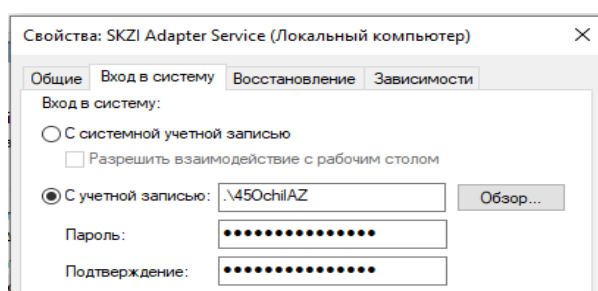 Свойства: SKZI Adapter Service (Локальный компьютер)
Общие Вход в систему Восстановление Зависимости
Вход в систему:
С системной учетной записью
Разрешить взаимодействие с рабочим столом
С учетной записью: .\45OchilAZ Обзор...
Пароль: •••••••••••••••
Подтверждение: •••••••••••••••